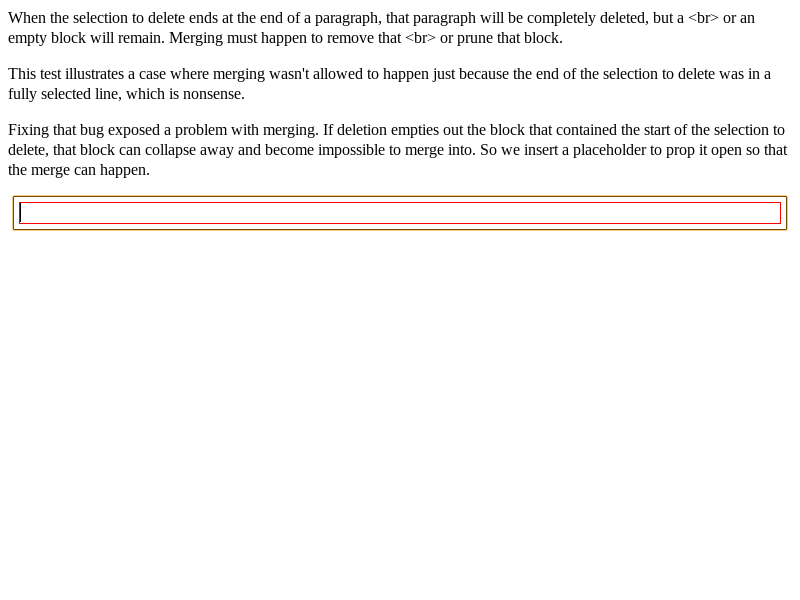 When the selection to delete ends at the end of a paragraph, that paragraph will be completely deleted, but a <br> or an
empty block will remain. Merging must happen to remove that <br> or prune that block.
This test illustrates a case where merging wasn't allowed to happen just because the end of the selection to delete was in a
fully selected line, which is nonsense.
Fixing that bug exposed a problem with merging. If deletion empties out the block that contained the start of the selection to
delete, that block can collapse away and become impossible to merge into. So we insert a placeholder to prop it open so that
the merge can happen.